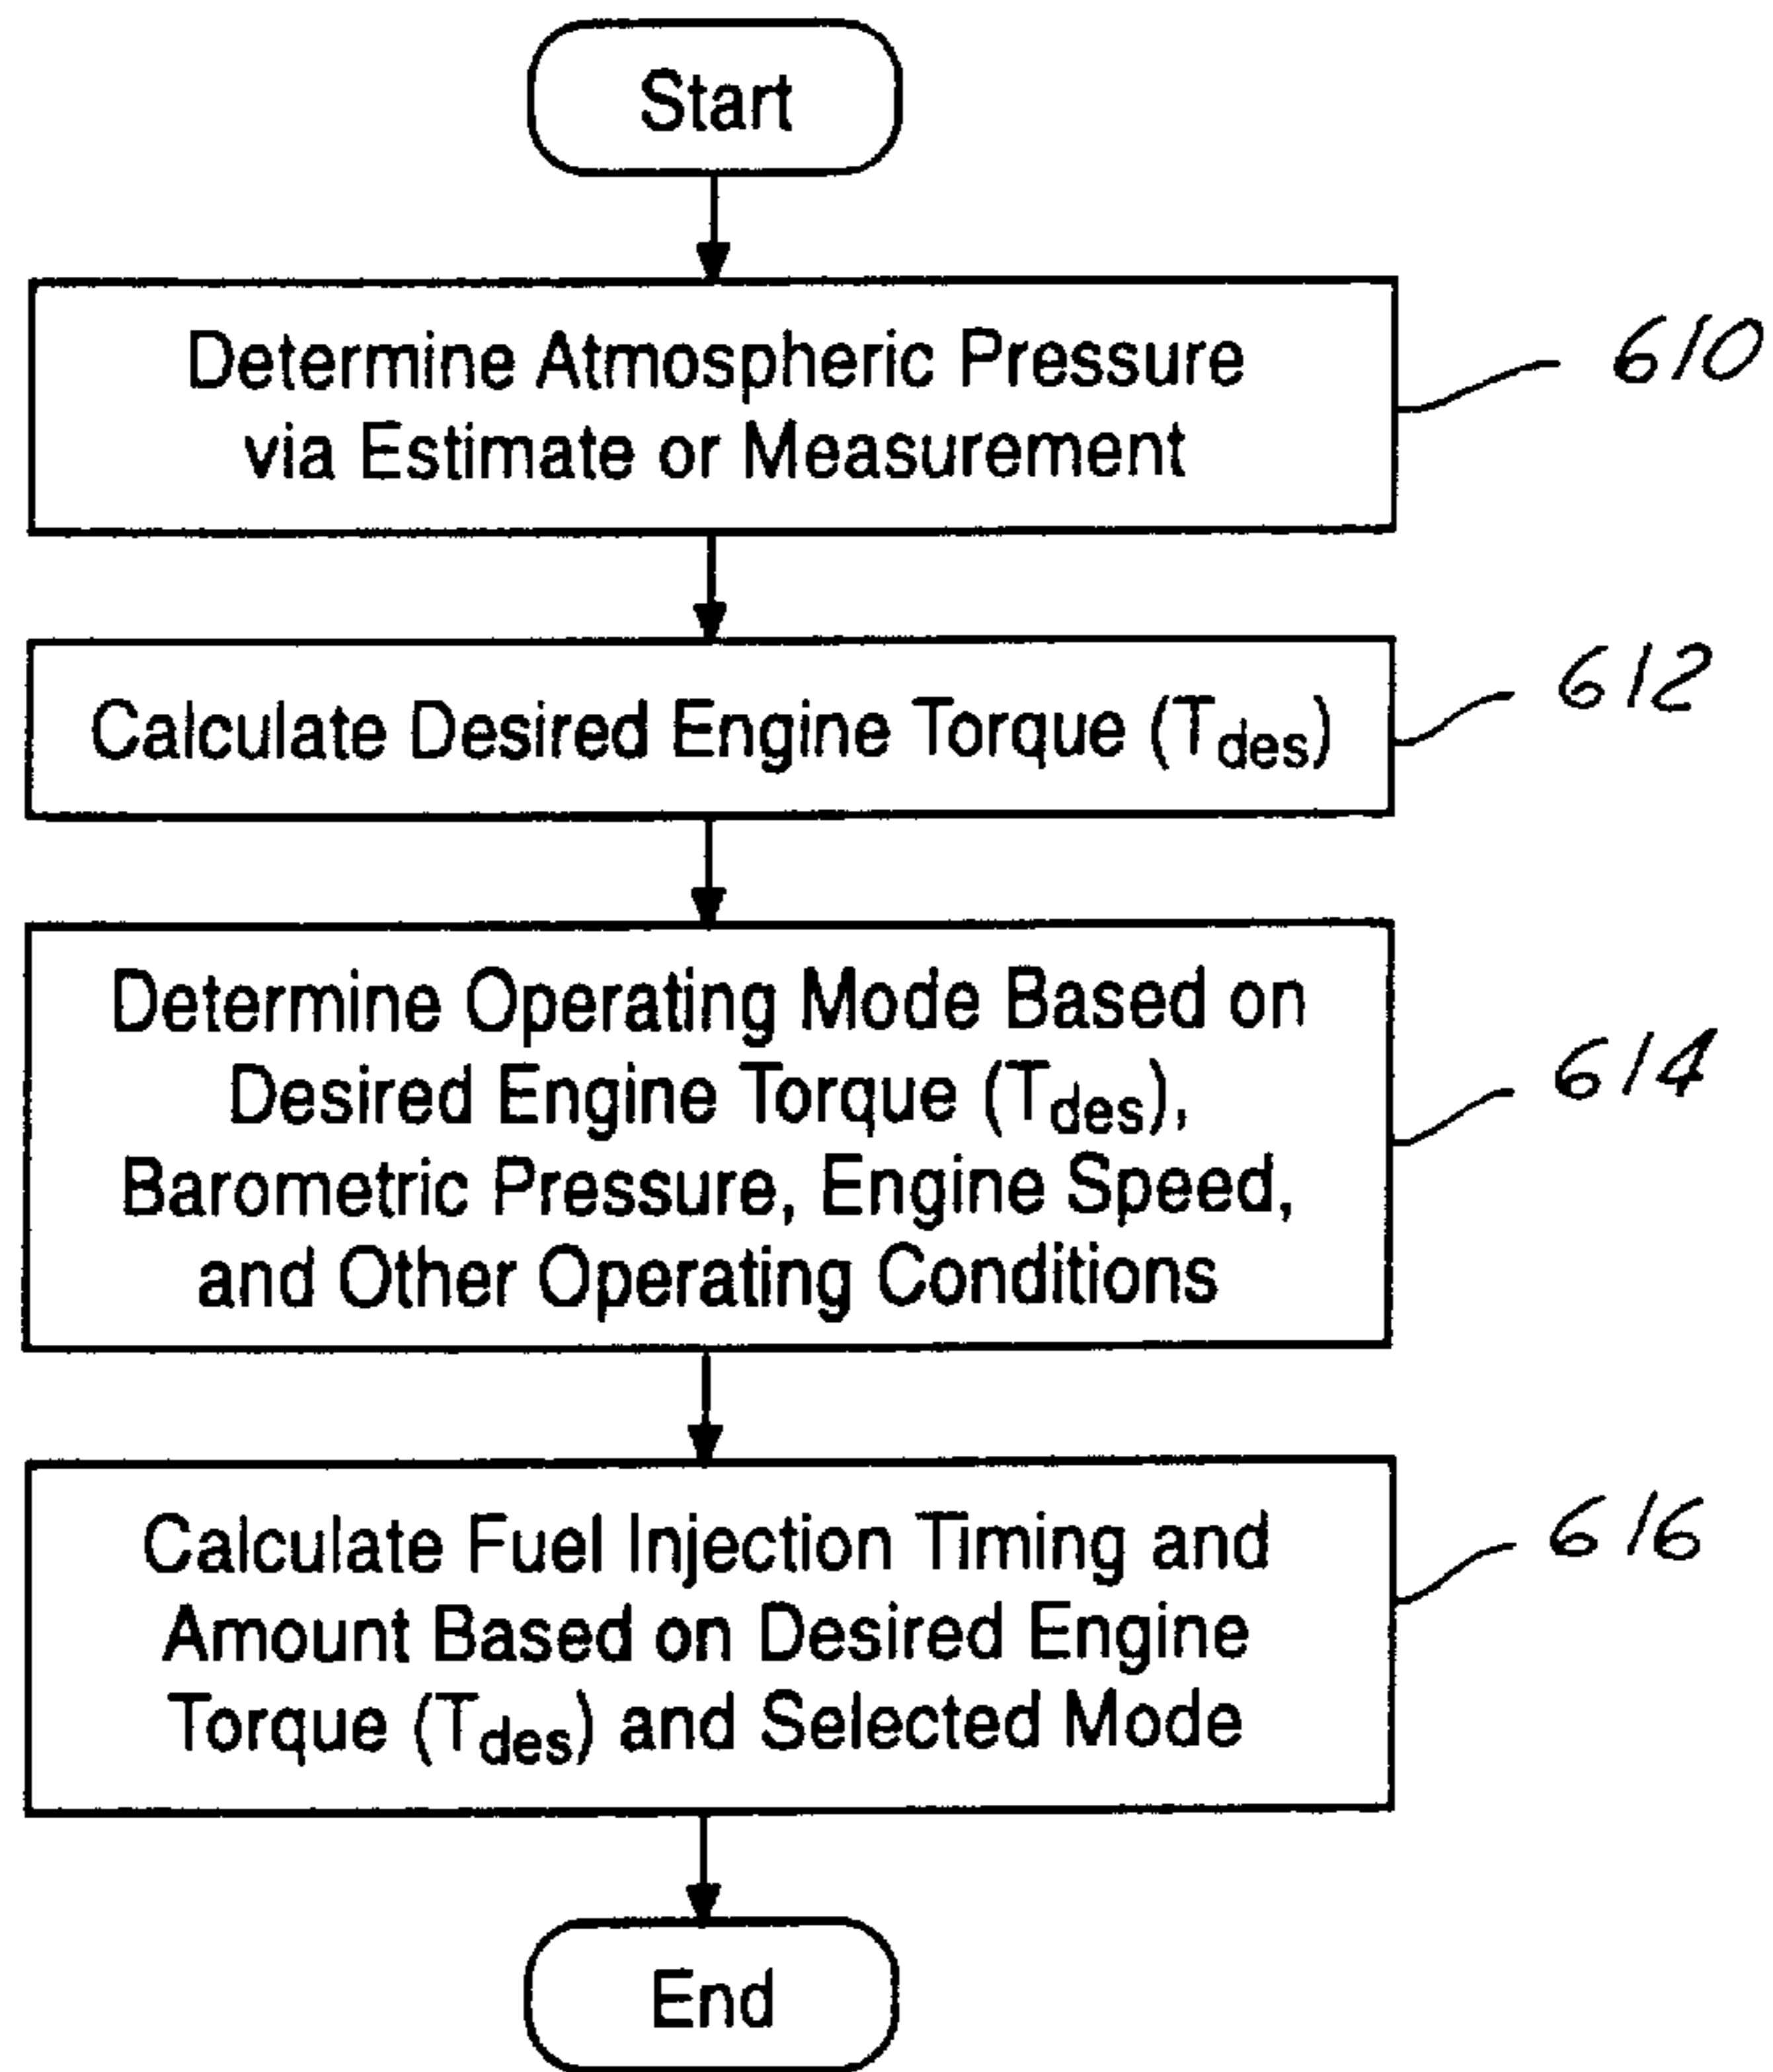 Start
Determine Atmospheric Pressure
via Estimate or Measurement
610
Calculate Desired Engine Torque (Tdes)
612
Determine Operating Mode Based on
Desired Engine Torque (Tdes),
Barometric Pressure, Engine Speed,
and Other Operating Conditions
614
Calculate Fuel Injection Timing and
Amount Based on Desired Engine
Torque (Tdes) and Selected Mode
616
End